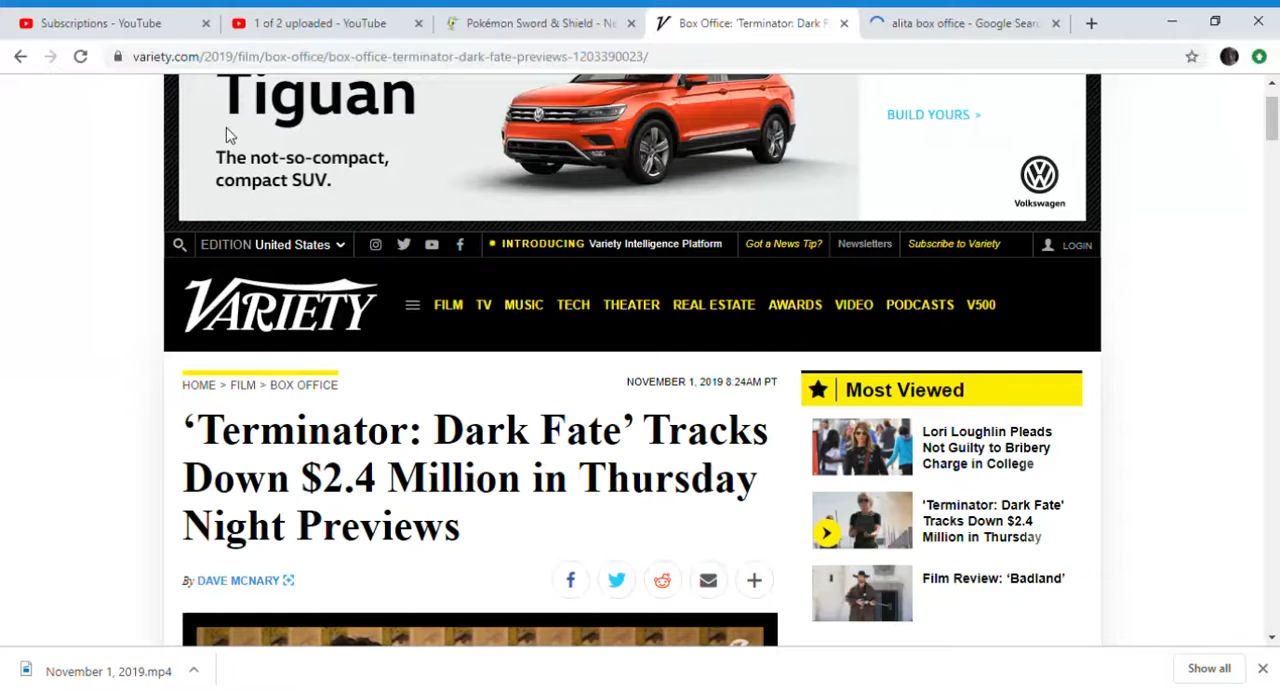 Subscriptions - YouTube
1 of 2 uploaded - YouTube
Pokémon Sword & Shield - Ne
Box Office: 'Terminator: Dark F
alita box office - Google Sear
variety.com/2019/film/box-office/box-office-terminator-dark-fate-previews-1203390023/
Tiguan
The not-so-compact,
compact SUV.
BUILD YOURS >
Volkswagen
EDITION United States
INTRODUCING Variety Intelligence Platform
Got a News Tip?
Newsletters
Subscribe to Variety
LOGIN
VARIETY
FILM TV MUSIC TECH THEATER REAL ESTATE AWARDS VIDEO PODCASTS V500
HOME > FILM > BOX OFFICE
NOVEMBER 1, 2019 8:24AM PT
‘Terminator: Dark Fate’ Tracks
Down $2.4 Million in Thursday
Night Previews
By DAVE MCNARY
Most Viewed
Lori Loughlin Pleads
Not Guilty to Bribery
Charge in College
'Terminator: Dark Fate'
Tracks Down $2.4
Million in Thursday
Film Review: ‘Badland’
November 1, 2019.mp4
Show all